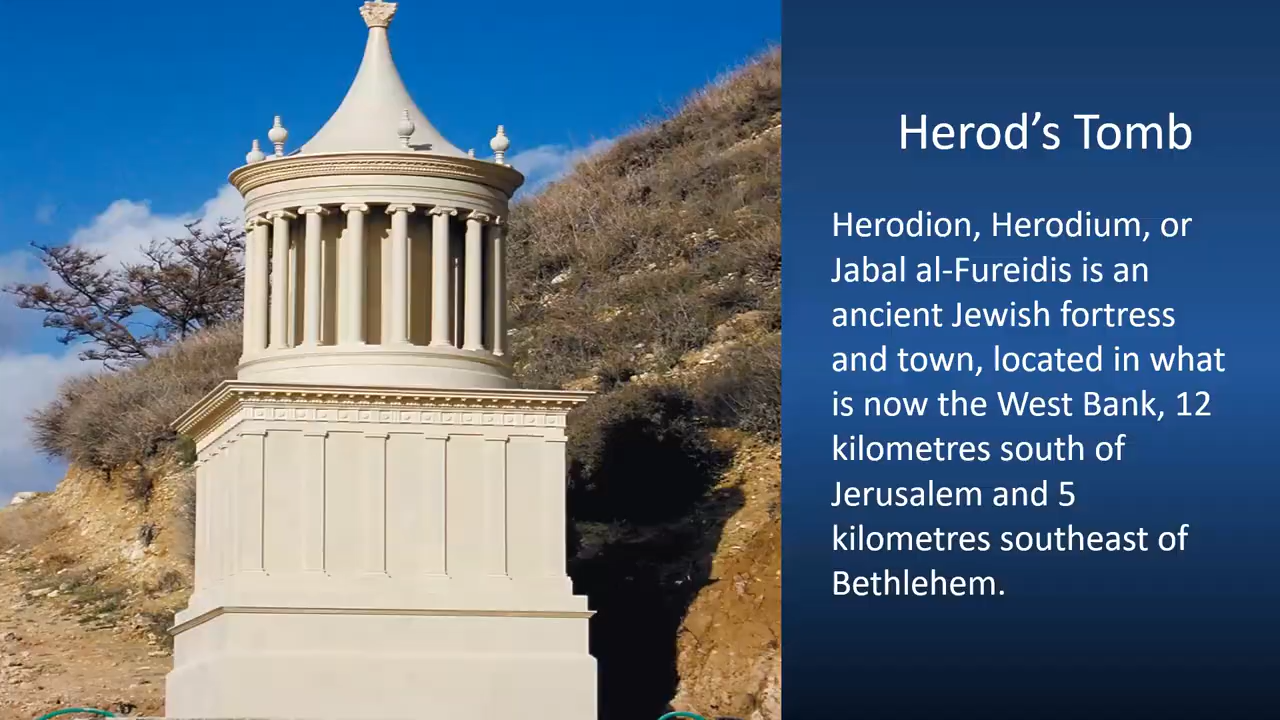 Herod’s Tomb
Herodion, Herodium, or
Jabal al-Fureidis is an
ancient Jewish fortress
and town, located in what
is now the West Bank, 12
kilometres south of
Jerusalem and 5
kilometres southeast of
Bethlehem.